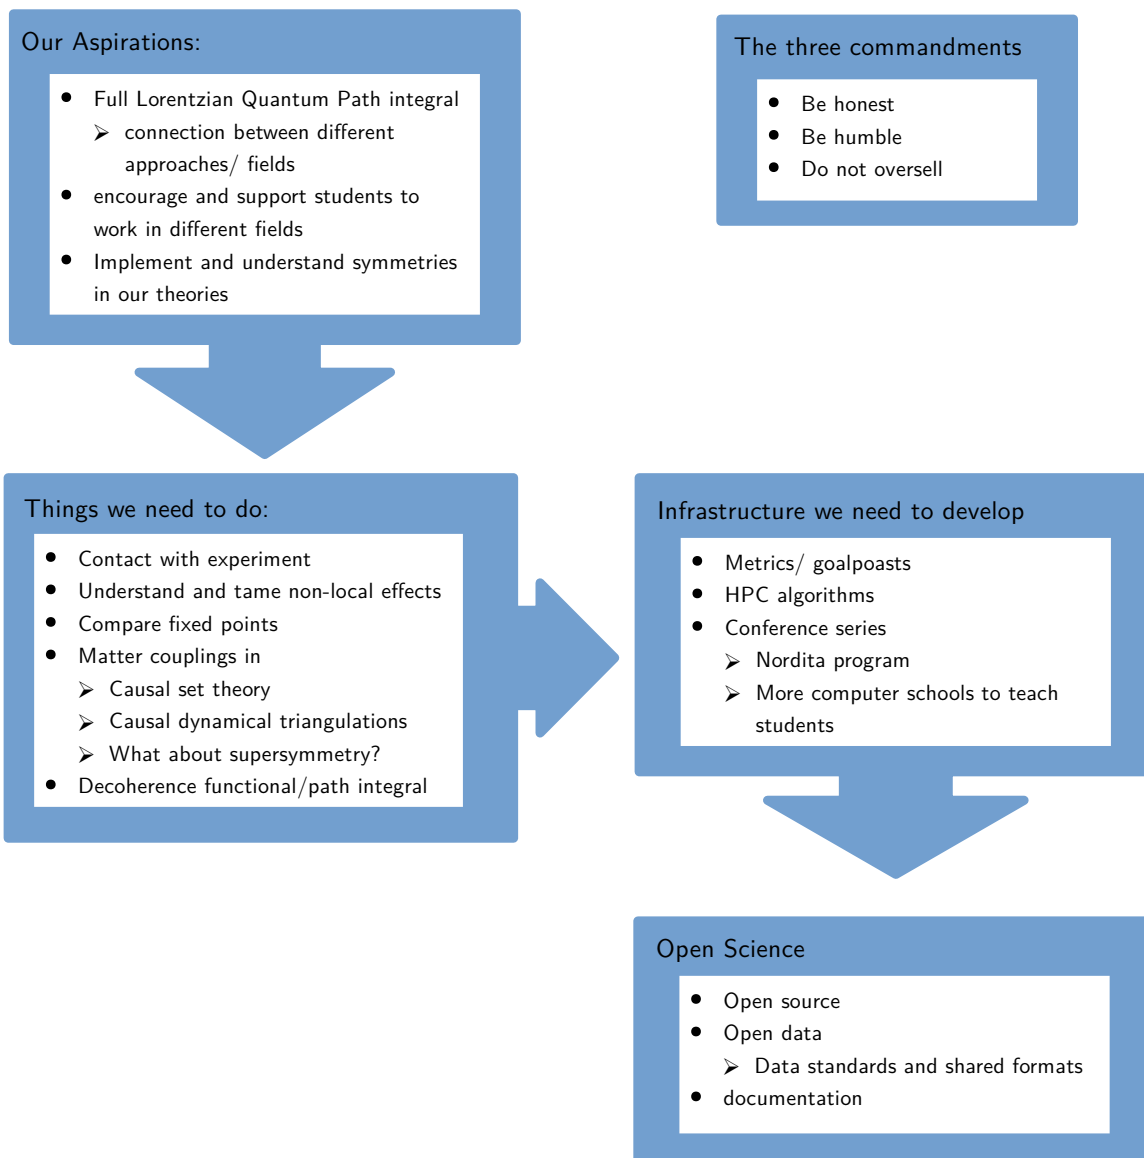 Our Aspirations:
• Full Lorentzian Quantum Path integral
➢ connection between different
approaches/ fields
• encourage and support students to
work in different fields
• Implement and understand symmetries
in our theories
The three commandments
• Be honest
• Be humble
• Do not oversell
Things we need to do:
• Contact with experiment
• Understand and tame non-local effects
• Compare fixed points
• Matter couplings in
➢ Causal set theory
➢ Causal dynamical triangulations
➢ What about supersymmetry?
• Decoherence functional/path integral
Infrastructure we need to develop
• Metrics/ goalpoasts
• HPC algorithms
• Conference series
➢ Nordita program
➢ More computer schools to teach
students
Open Science
• Open source
• Open data
➢ Data standards and shared formats
• documentation